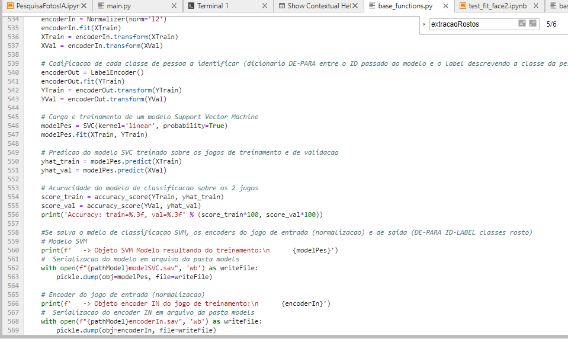 PesquisaFotosIA.ipynb
main.py
Terminal 1
Show Contextual Hel
base_functions.py
test_fit_face2.ipynb
extracaoRostos
5/6
534 encoderIn = Normalizer(norm='l2')
535 encoderIn.fit(XTrain)
536 XTrain = encoderIn.transform(XTrain)
537 XVal = encoderIn.transform(XVal)
538
539 # Codificacao de cada classe de pessoa a identificar (dicionario DE-PARA entre o ID passado ao modelo e o Label descrevendo a classe da
540 encoderOut = LabelEncoder()
541 encoderOut.fit(YTrain)
542 YTrain = encoderOut.transform(YTrain)
543 YVal = encoderOut.transform(YVal)
544
545 # Carga e treinamento de um modelo Support Vector Machine
546 modelPes = SVC(kernel='linear', probability=True)
547 modelPes.fit(XTrain, YTrain)
548
549 # Predicao do modelo SVC treinado sobre os jogos de treinamento e de validacao
550 yhat_train = modelPes.predict(XTrain)
551 yhat_val = modelPes.predict(XVal)
552
553 # Acuracidade do modelo de classificacao sobre os 2 jogos
554 score_train = accuracy_score(YTrain, yhat_train)
555 score_val = accuracy_score(YVal, yhat_val)
556 print('Accuracy: train=%.3f, val=%.3f' % (score_train*100, score_val*100))
557
558 #Se salva o mdelo de classificacao SVM, os encoders do jogo de entrada (normalizacao) e de saída (DE-PARA ID-LABEL classes rosto)
559 # Modelo SVM
560 print(f' -> Objeto SVM Modelo resultando do treinamento:\n {modelPes}')
561 # Serializacao do modelo em arquivo da pasta models
562 with open(f"{pathModel}modelSVC.sav", 'wb') as writeFile:
563 pickle.dump(obj=modelPes, file=writeFile)
564
565 # Encoder do jogo de entrada (normalizacao)
566 print(f' -> Objeto encoder IN do jogo de treinamento:\n {encoderIn}')
567 # Serializacao do encoder IN em arquivo da pasta models
568 with open(f"{pathModel}encoderIn.sav", 'wb') as writeFile:
569 pickle.dump(obj=encoderIn, file=writeFile)